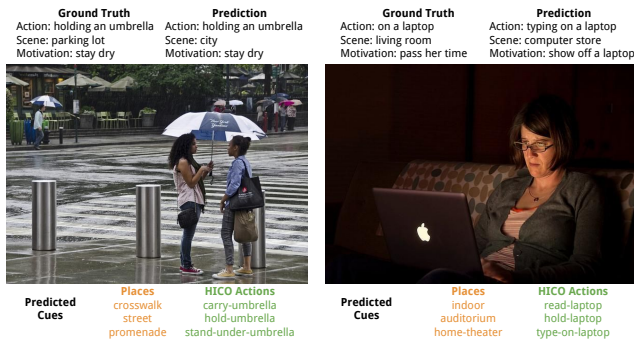 Ground Truth
Action: holding an umbrella
Scene: parking lot
Motivation: stay dry
Prediction
Action: holding an umbrella
Scene: city
Motivation: stay dry
Predicted
Cues
Places
crosswalk
street
promenade
HICO Actions
carry-umbrella
hold-umbrella
stand-under-umbrella
Ground Truth
Action: on a laptop
Scene: living room
Motivation: pass her time
Prediction
Action: typing on a laptop
Scene: computer store
Motivation: show off a laptop
Predicted
Cues
Places
indoor
auditorium
home-theater
HICO Actions
read-laptop
hold-laptop
type-on-laptop